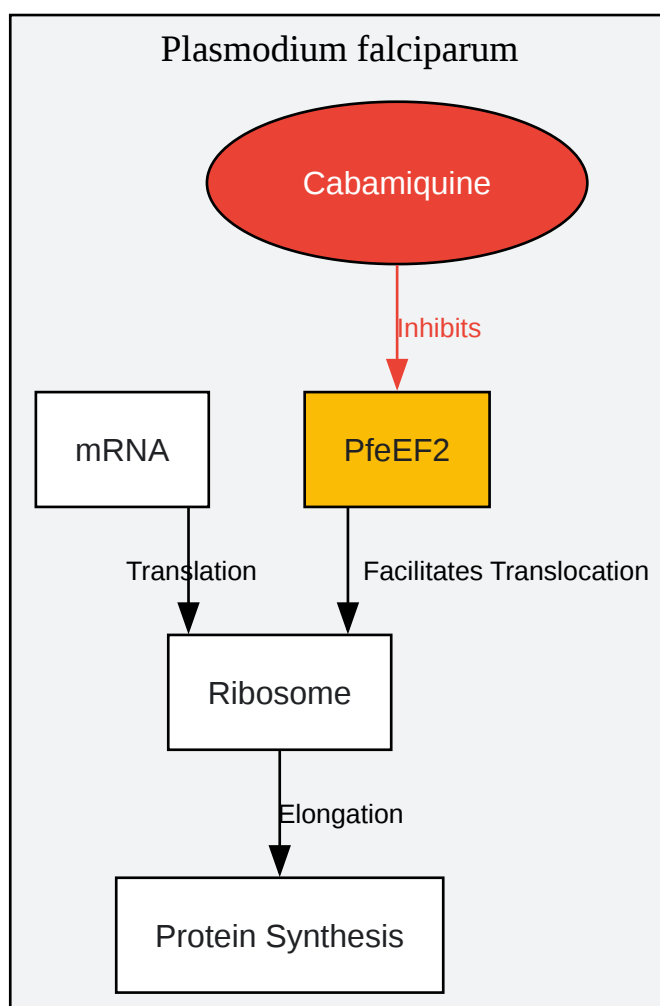 Plasmodium falciparum
Cabamiquine
Inhibits
mRNA
PfeEF2
Translation
Facilitates Translocation
Ribosome
Elongation
Protein Synthesis